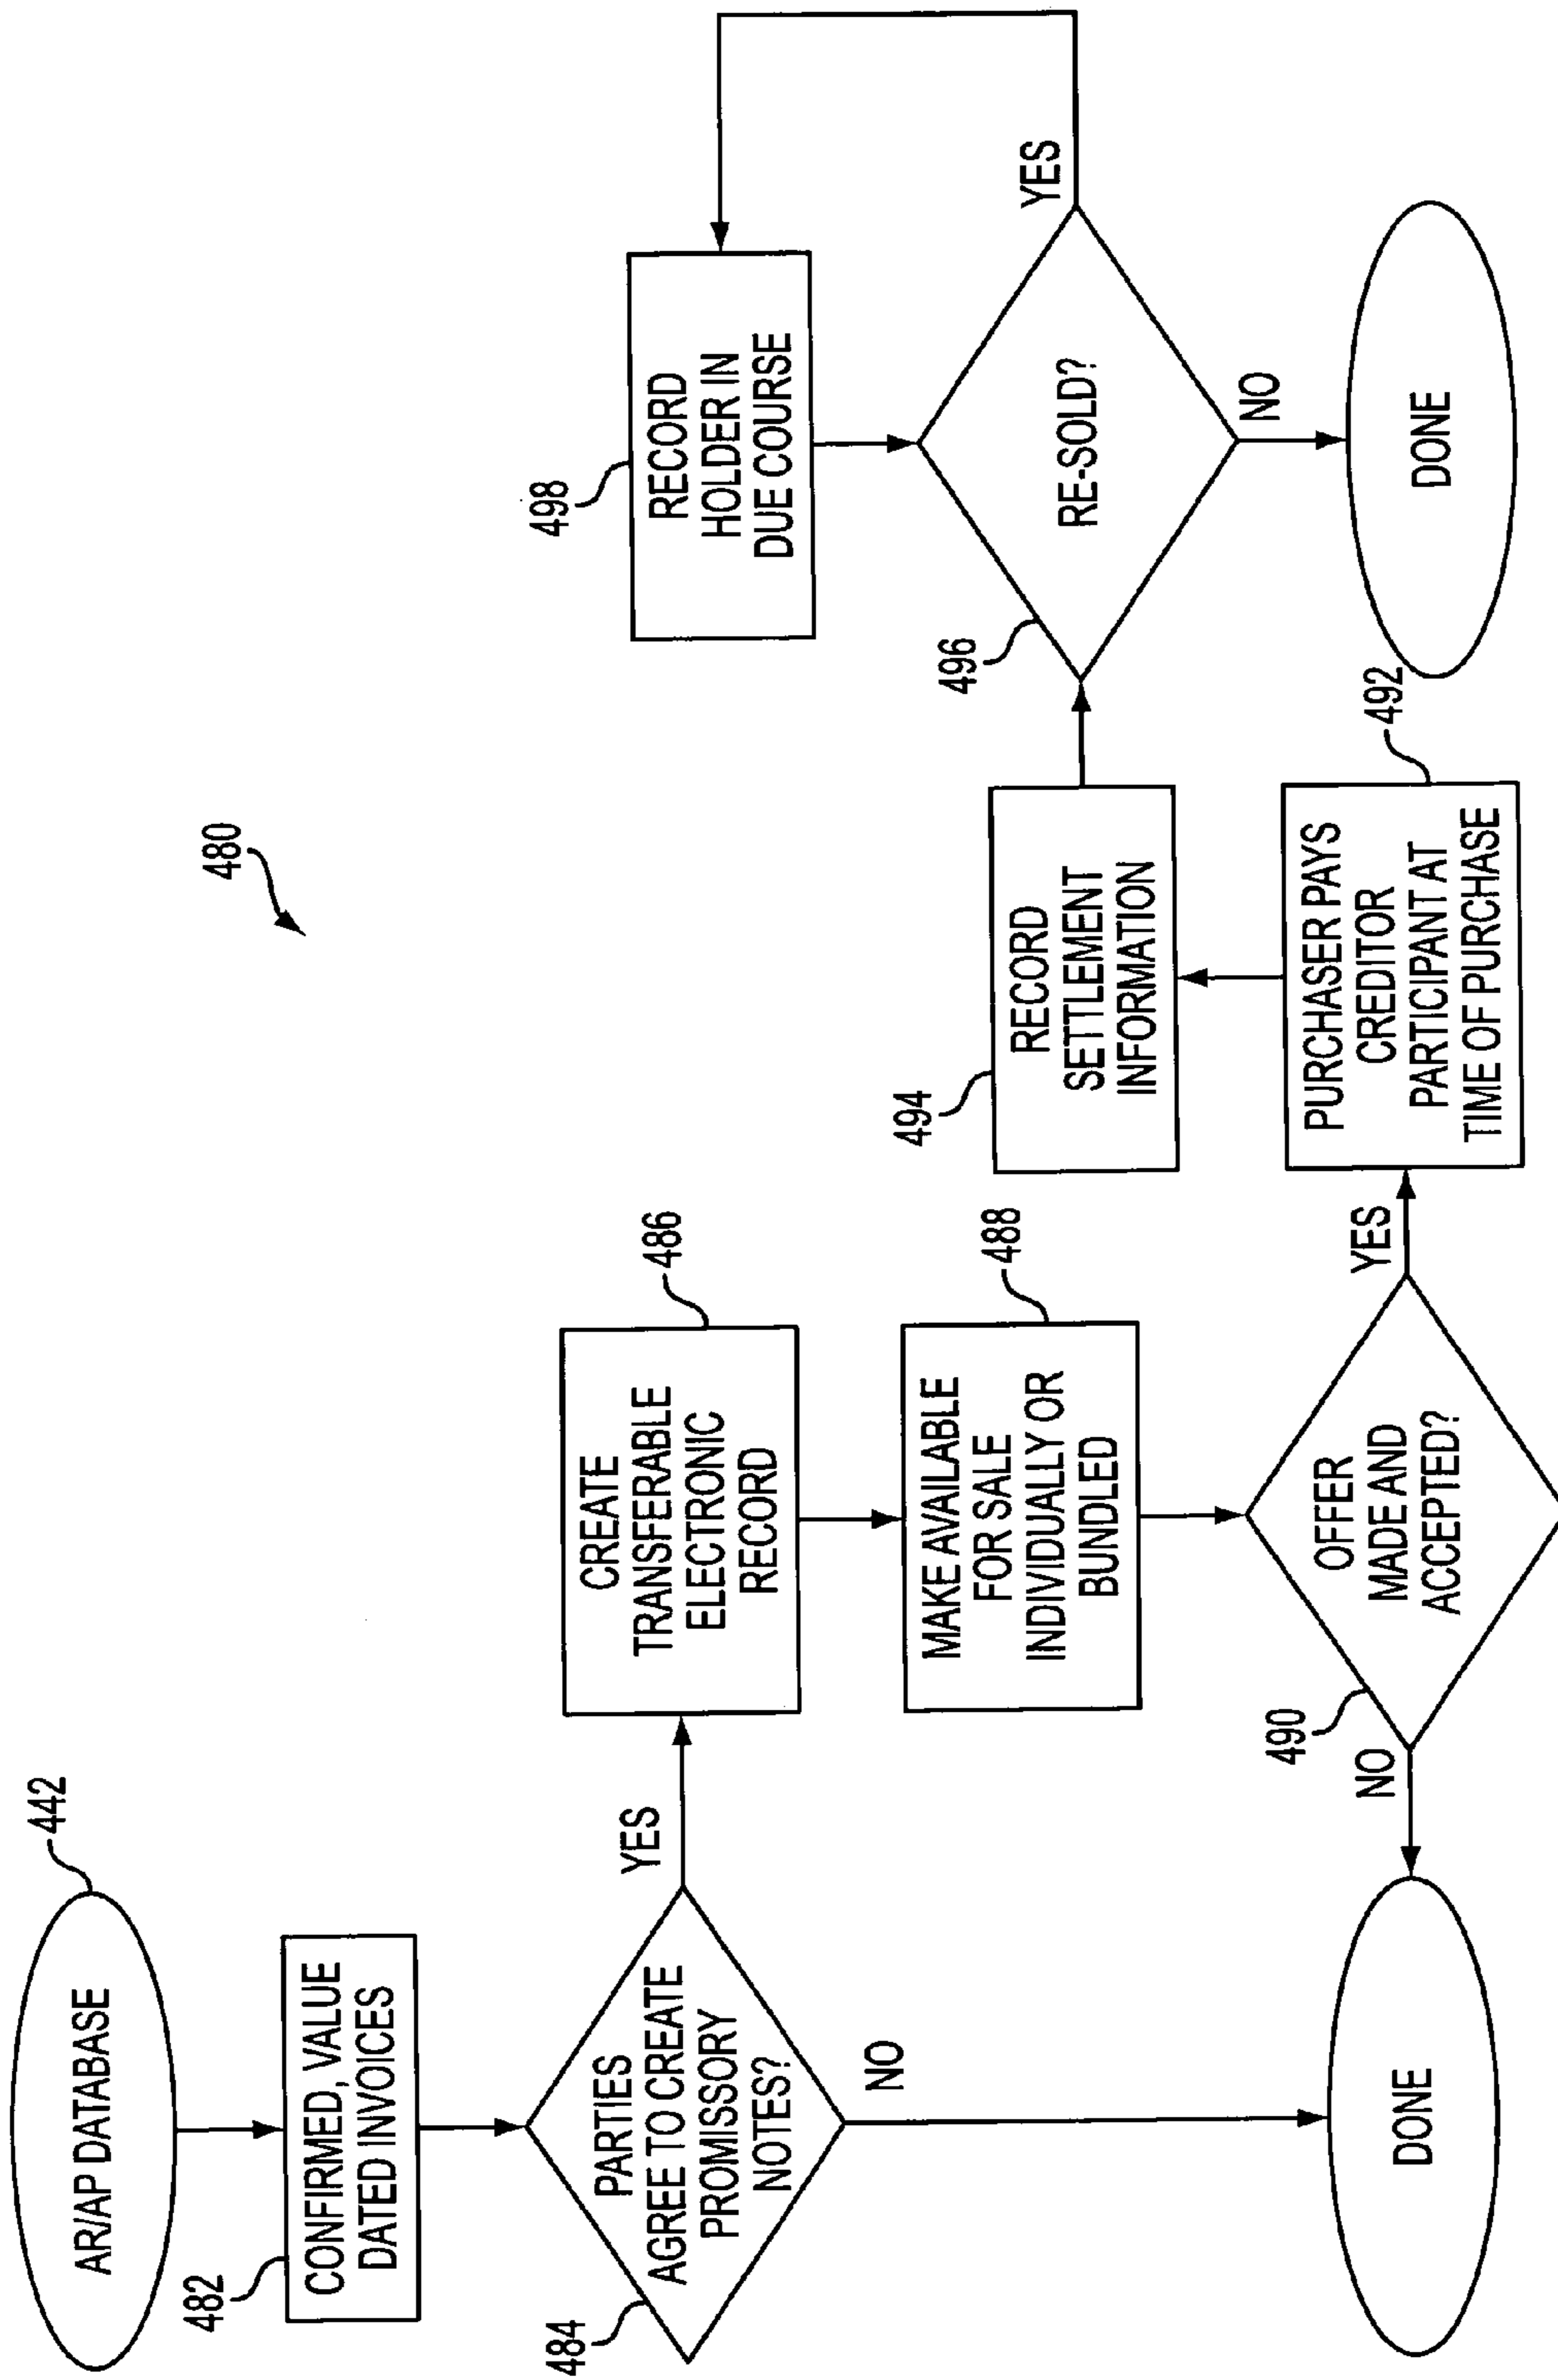 480
442
AR/AP DATABASE
482
CONFIRMED, VALUE
DATED INVOICES
484
PARTIES
AGREE TO CREATE
PROMISSORY
NOTES?
YES
NO
DONE
486
CREATE
TRANSFERABLE
ELECTRONIC
RECORD
488
MAKE AVAILABLE
FOR SALE
INDIVIDUALLY OR
BUNDLED
490
OFFER
MADE AND
ACCEPTED?
NO
YES
492
PURCHASER PAYS
CREDITOR
PARTICIPANT AT
TIME OF PURCHASE
494
RECORD
SETTLEMENT
INFORMATION
496
RE-SOLD?
YES
NO
498
RECORD
HOLDER IN
DUE COURSE
DONE